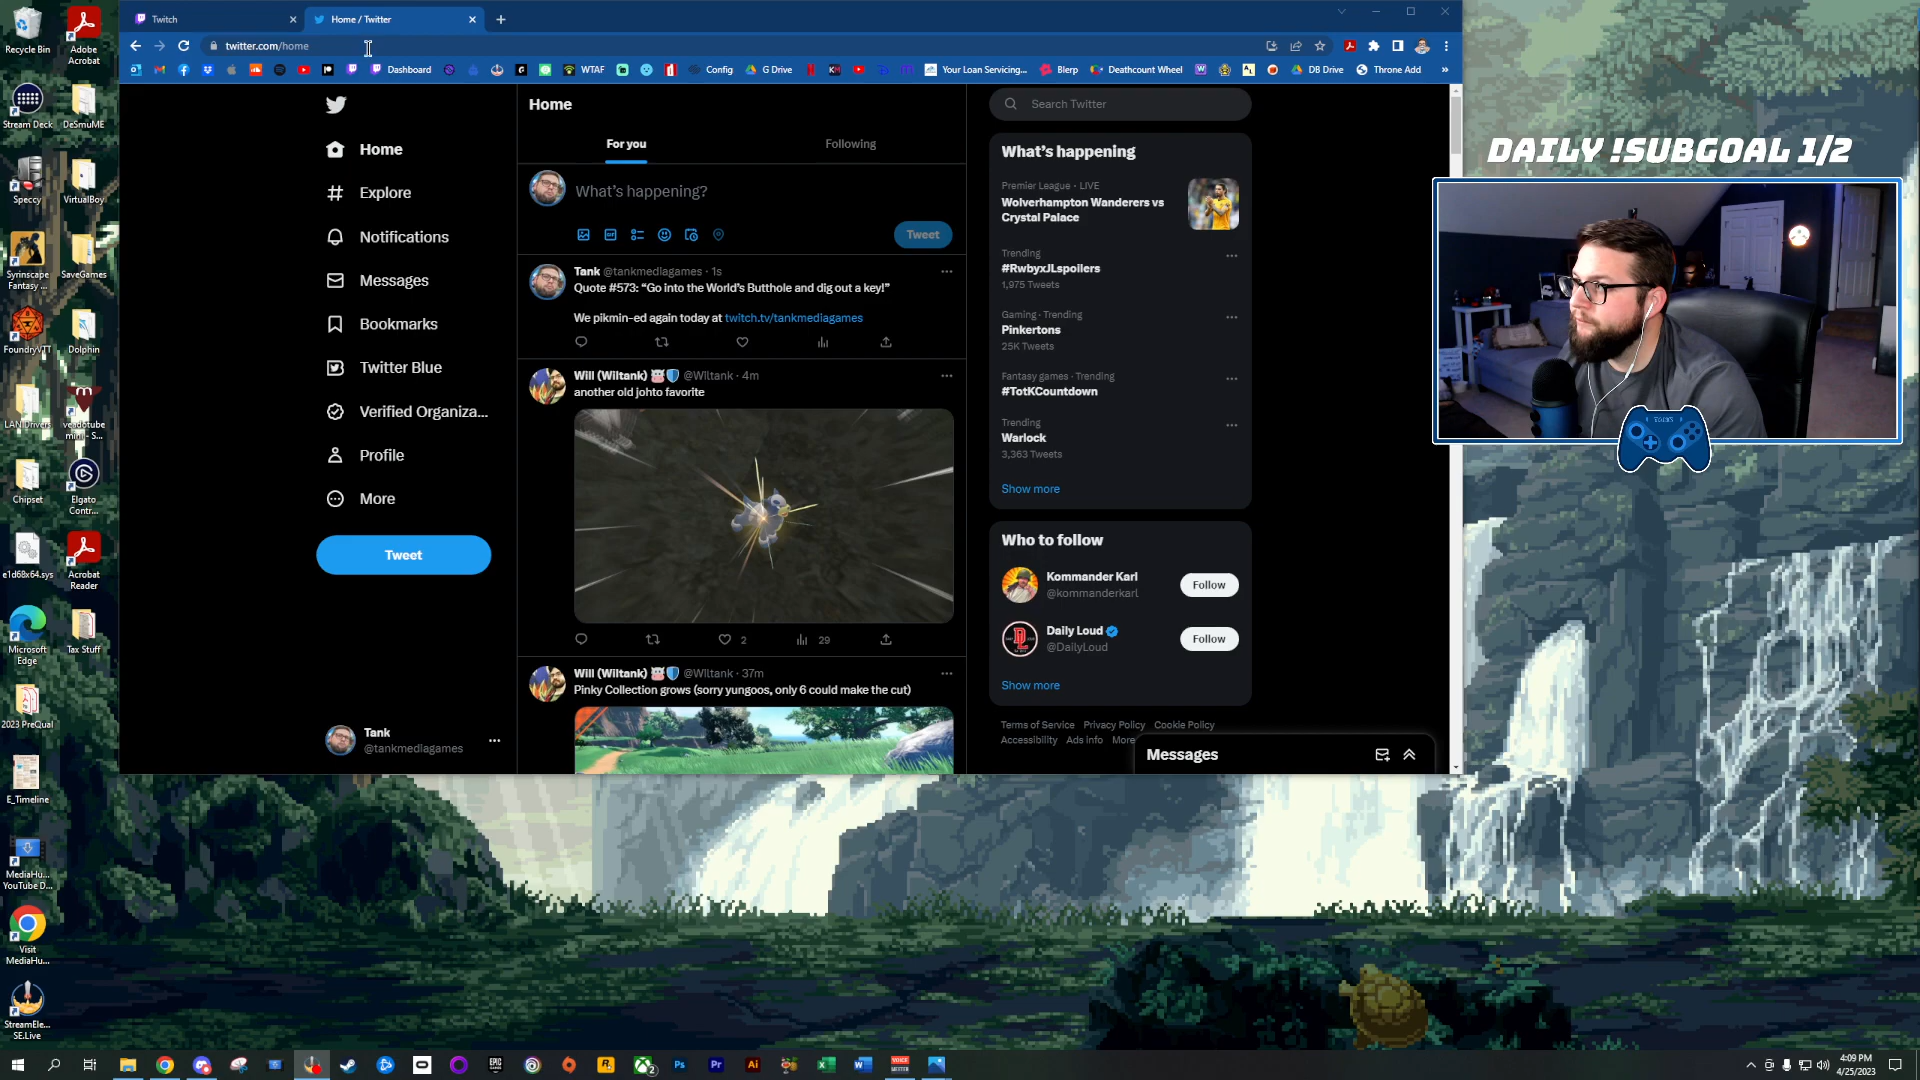 Twitch
Home / Twitter
twitter.com/home
Dashboard
WTAF
Config
G Drive
Your Loan Servicing...
Blerp
Deathcount Wheel
DB Drive
Throne Add
Recycle Bin
Adobe Acrobat
Stream Deck
DeSmuME
Speccy
VirtualBoy
Syrinscape Fantasy ...
SaveGames
FoundryVTT
Dolphin
LANDrivers
veadotube mini - S...
Chipset
Elgato Contr...
e1d68x64.sys
Acrobat Reader
Microsoft Edge
Tax Stuff
2023 PreQual
E_Timeline
MediaHu... YouTube D...
Visit MediaHu...
StreamEle... SE.Live
Home
Explore
Notifications
Messages
Bookmarks
Twitter Blue
Verified Organiza...
Profile
More
Tweet
Tank
@tankmediagames
Home
For you
Following
What's happening?
Tweet
Tank @tankmediagames · 1s
Quote #573: “Go into the World's Butthole and dig out a key!”
We pikmin-ed again today at twitch.tv/tankmediagames
Will (Wiltank) @Wiltank · 4m
another old johto favorite
2
29
Will (Wiltank) @Wiltank · 37m
Pinky Collection grows (sorry yungoos, only 6 could make the cut)
Search Twitter
What's happening
Premier League · LIVE
Wolverhampton Wanderers vs
Crystal Palace
Trending
#RwbyxJLspoilers
1,975 Tweets
Gaming · Trending
Pinkertons
25K Tweets
Fantasy games · Trending
#TotKCountdown
Trending
Warlock
3,363 Tweets
Show more
Who to follow
Kommander Karl
@kommanderkarl
Follow
Daily Loud
@DailyLoud
Follow
Show more
Terms of Service Privacy Policy Cookie Policy
Accessibility Ads info More
Messages
DAILY !SUBGOAL 1/2
4:09 PM
4/25/2023